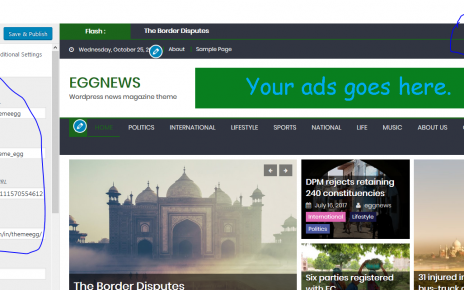 Save & Publish
Flash :
The Border Disputes
Wednesday, October 25, 2
About
Sample Page
ditional Settings
EGGNEWS
Wordpress news magazine theme
Your ads goes here.
emeegg
POLITICS
INTERNATIONAL
LIFESTYLE
SPORTS
NATIONAL
LIFE
MUSIC
ABOUT US
eme_egg
111570554612
n/in/themeegg/
DPM rejects retaining
240 constituencies
July 16, 2017
eggnews
International
Lifestyle
Politics
Six parties registered
with EC
31 injured in
bus-truck c
The Border Disputes